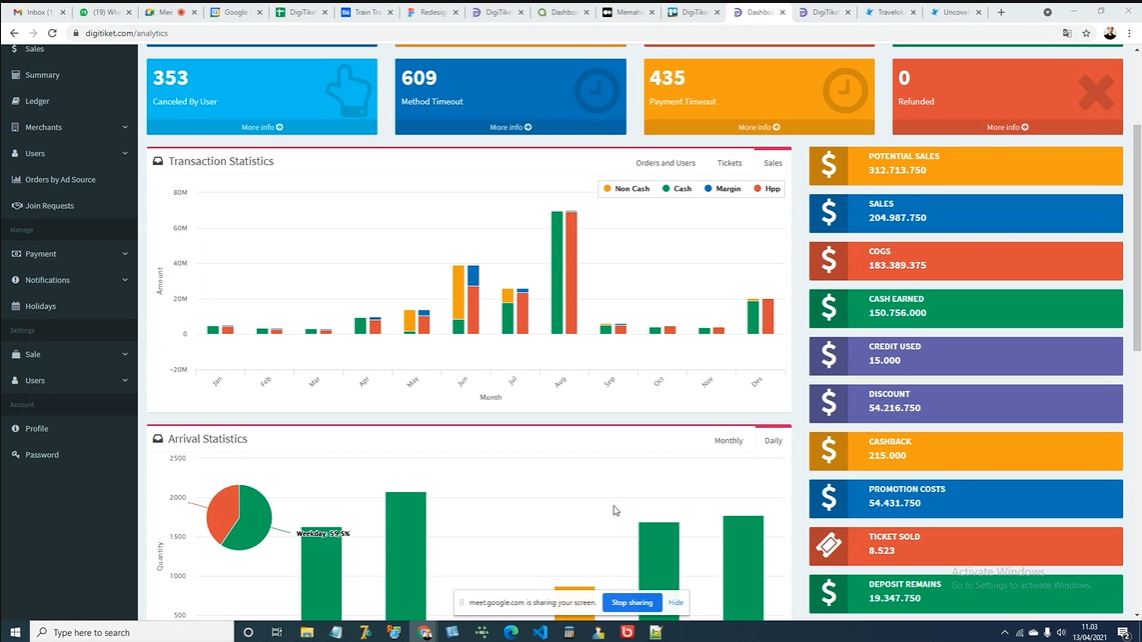 Inbox (1)
(19) Wha
Mee
Google
DigiTike
Train Tra
Redesig
DigiTik
Dashbo
Memah
DigiTik
Dashbo
DigiTik
Travelok
Uncove
digitiket.com/analytics
Sales
Summary
Ledger
Merchants
Users
Orders by Ad Source
Join Requests
Manage
Payment
Notifications
Holidays
Settings
Sale
Users
Account
Profile
Password
353
Canceled By User
More info
609
Method Timeout
More info
435
Payment Timeout
More info
0
Refunded
More info
Transaction Statistics
Orders and Users
Tickets
Sales
Non Cash
Cash
Margin
Hpp
80M
60M
40M
20M
0
-20M
Amount
Jan
Feb
Mar
Apr
May
Jun
Jul
Aug
Sep
Oct
Nov
Des
Month
Arrival Statistics
Monthly
Daily
2500
2000
1500
1000
500
Quantity
Weekday 59,5%
POTENTIAL SALES
312.713.750
SALES
204.987.750
COGS
183.389.375
CASH EARNED
150.756.000
CREDIT USED
15.000
DISCOUNT
54.216.750
CASHBACK
215.000
PROMOTION COSTS
54.431.750
TICKET SOLD
8.523
DEPOSIT REMAINS
19.347.750
Activate Windows
Go to Settings to activate Windows.
meet.google.com is sharing your screen.
Stop sharing
Hide
Type here to search
11.03
13/04/2021